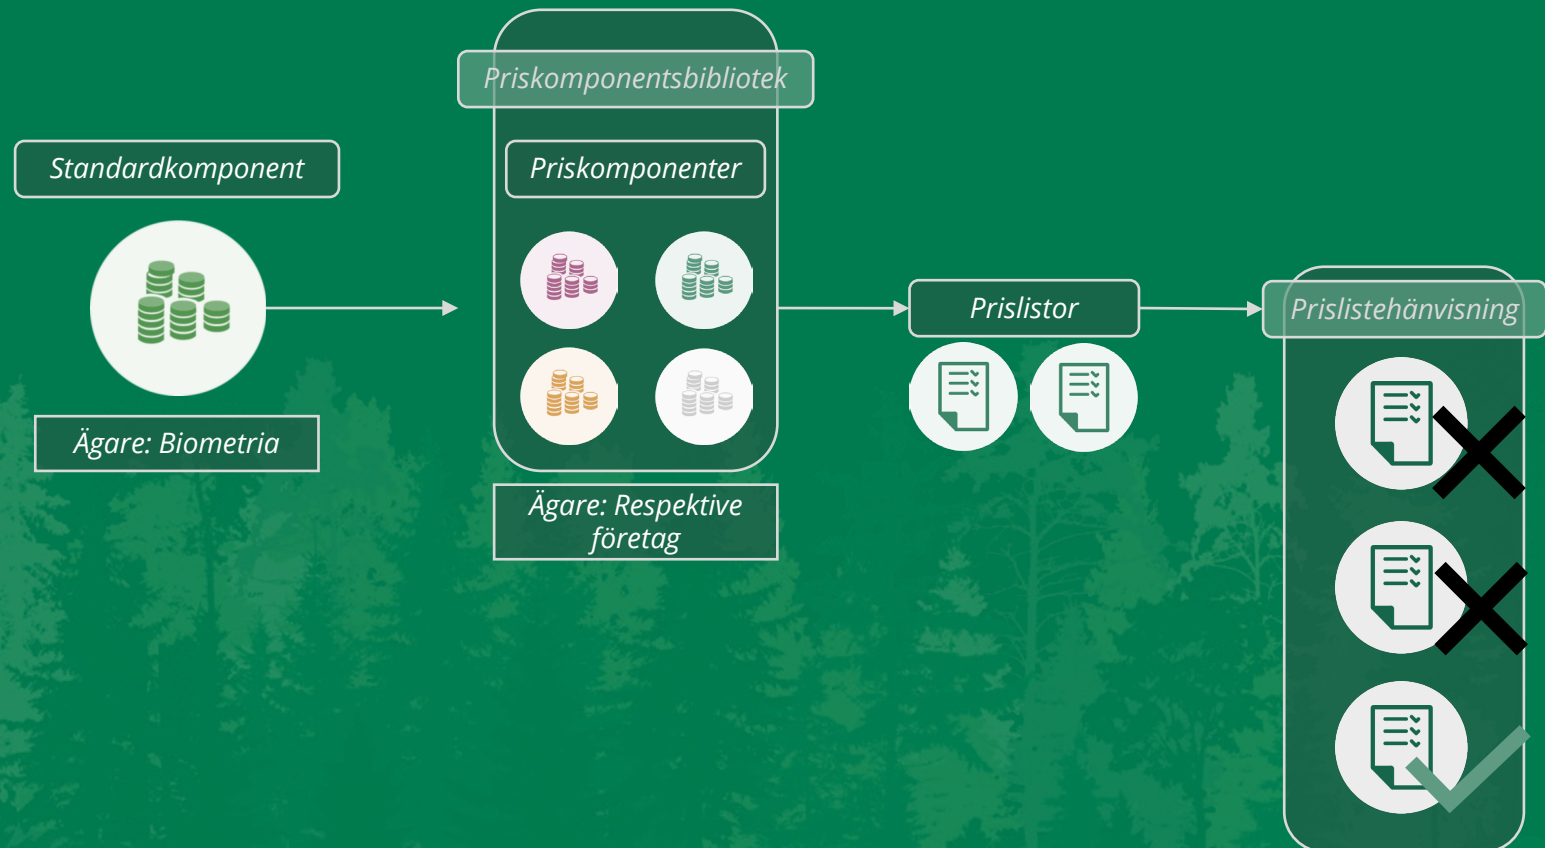 Priskomponentsbibliotek
Standardkomponent
Priskomponenter
Prislistor
Prislistehänvisning
Ägare: Biometria
Ägare: Respektive
företag